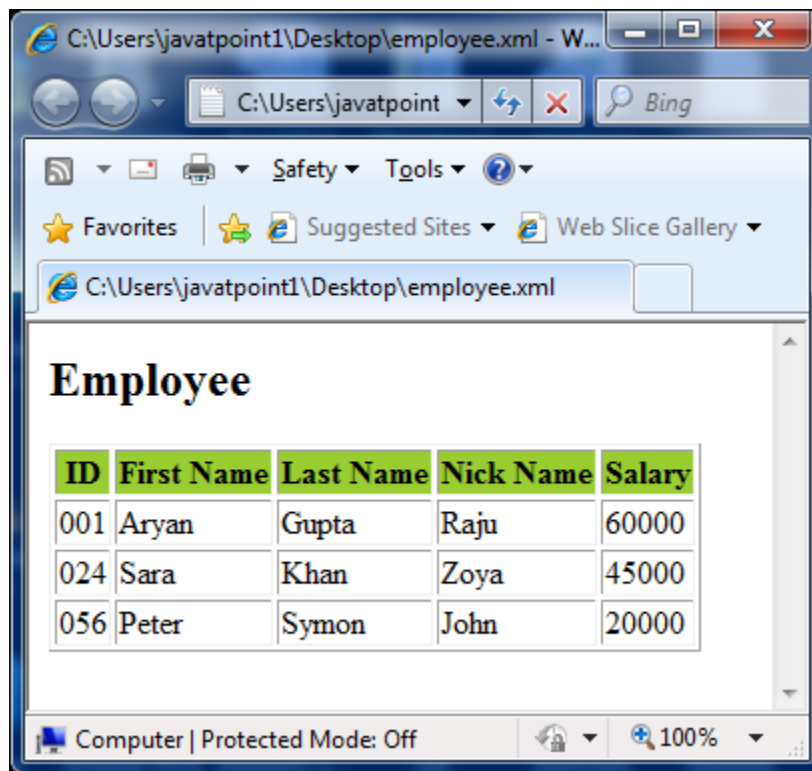 C:\Users\javatpoint1\Desktop\employee.xml - W...
C:\Users\javatpoint
Bing
Safety Tools
Favorites Suggested Sites Web Slice Gallery
C:\Users\javatpoint1\Desktop\employee.xml
Employee
ID First Name Last Name Nick Name Salary
001 Aryan Gupta Raju 60000
024 Sara Khan Zoya 45000
056 Peter Symon John 20000
Computer | Protected Mode: Off 100%